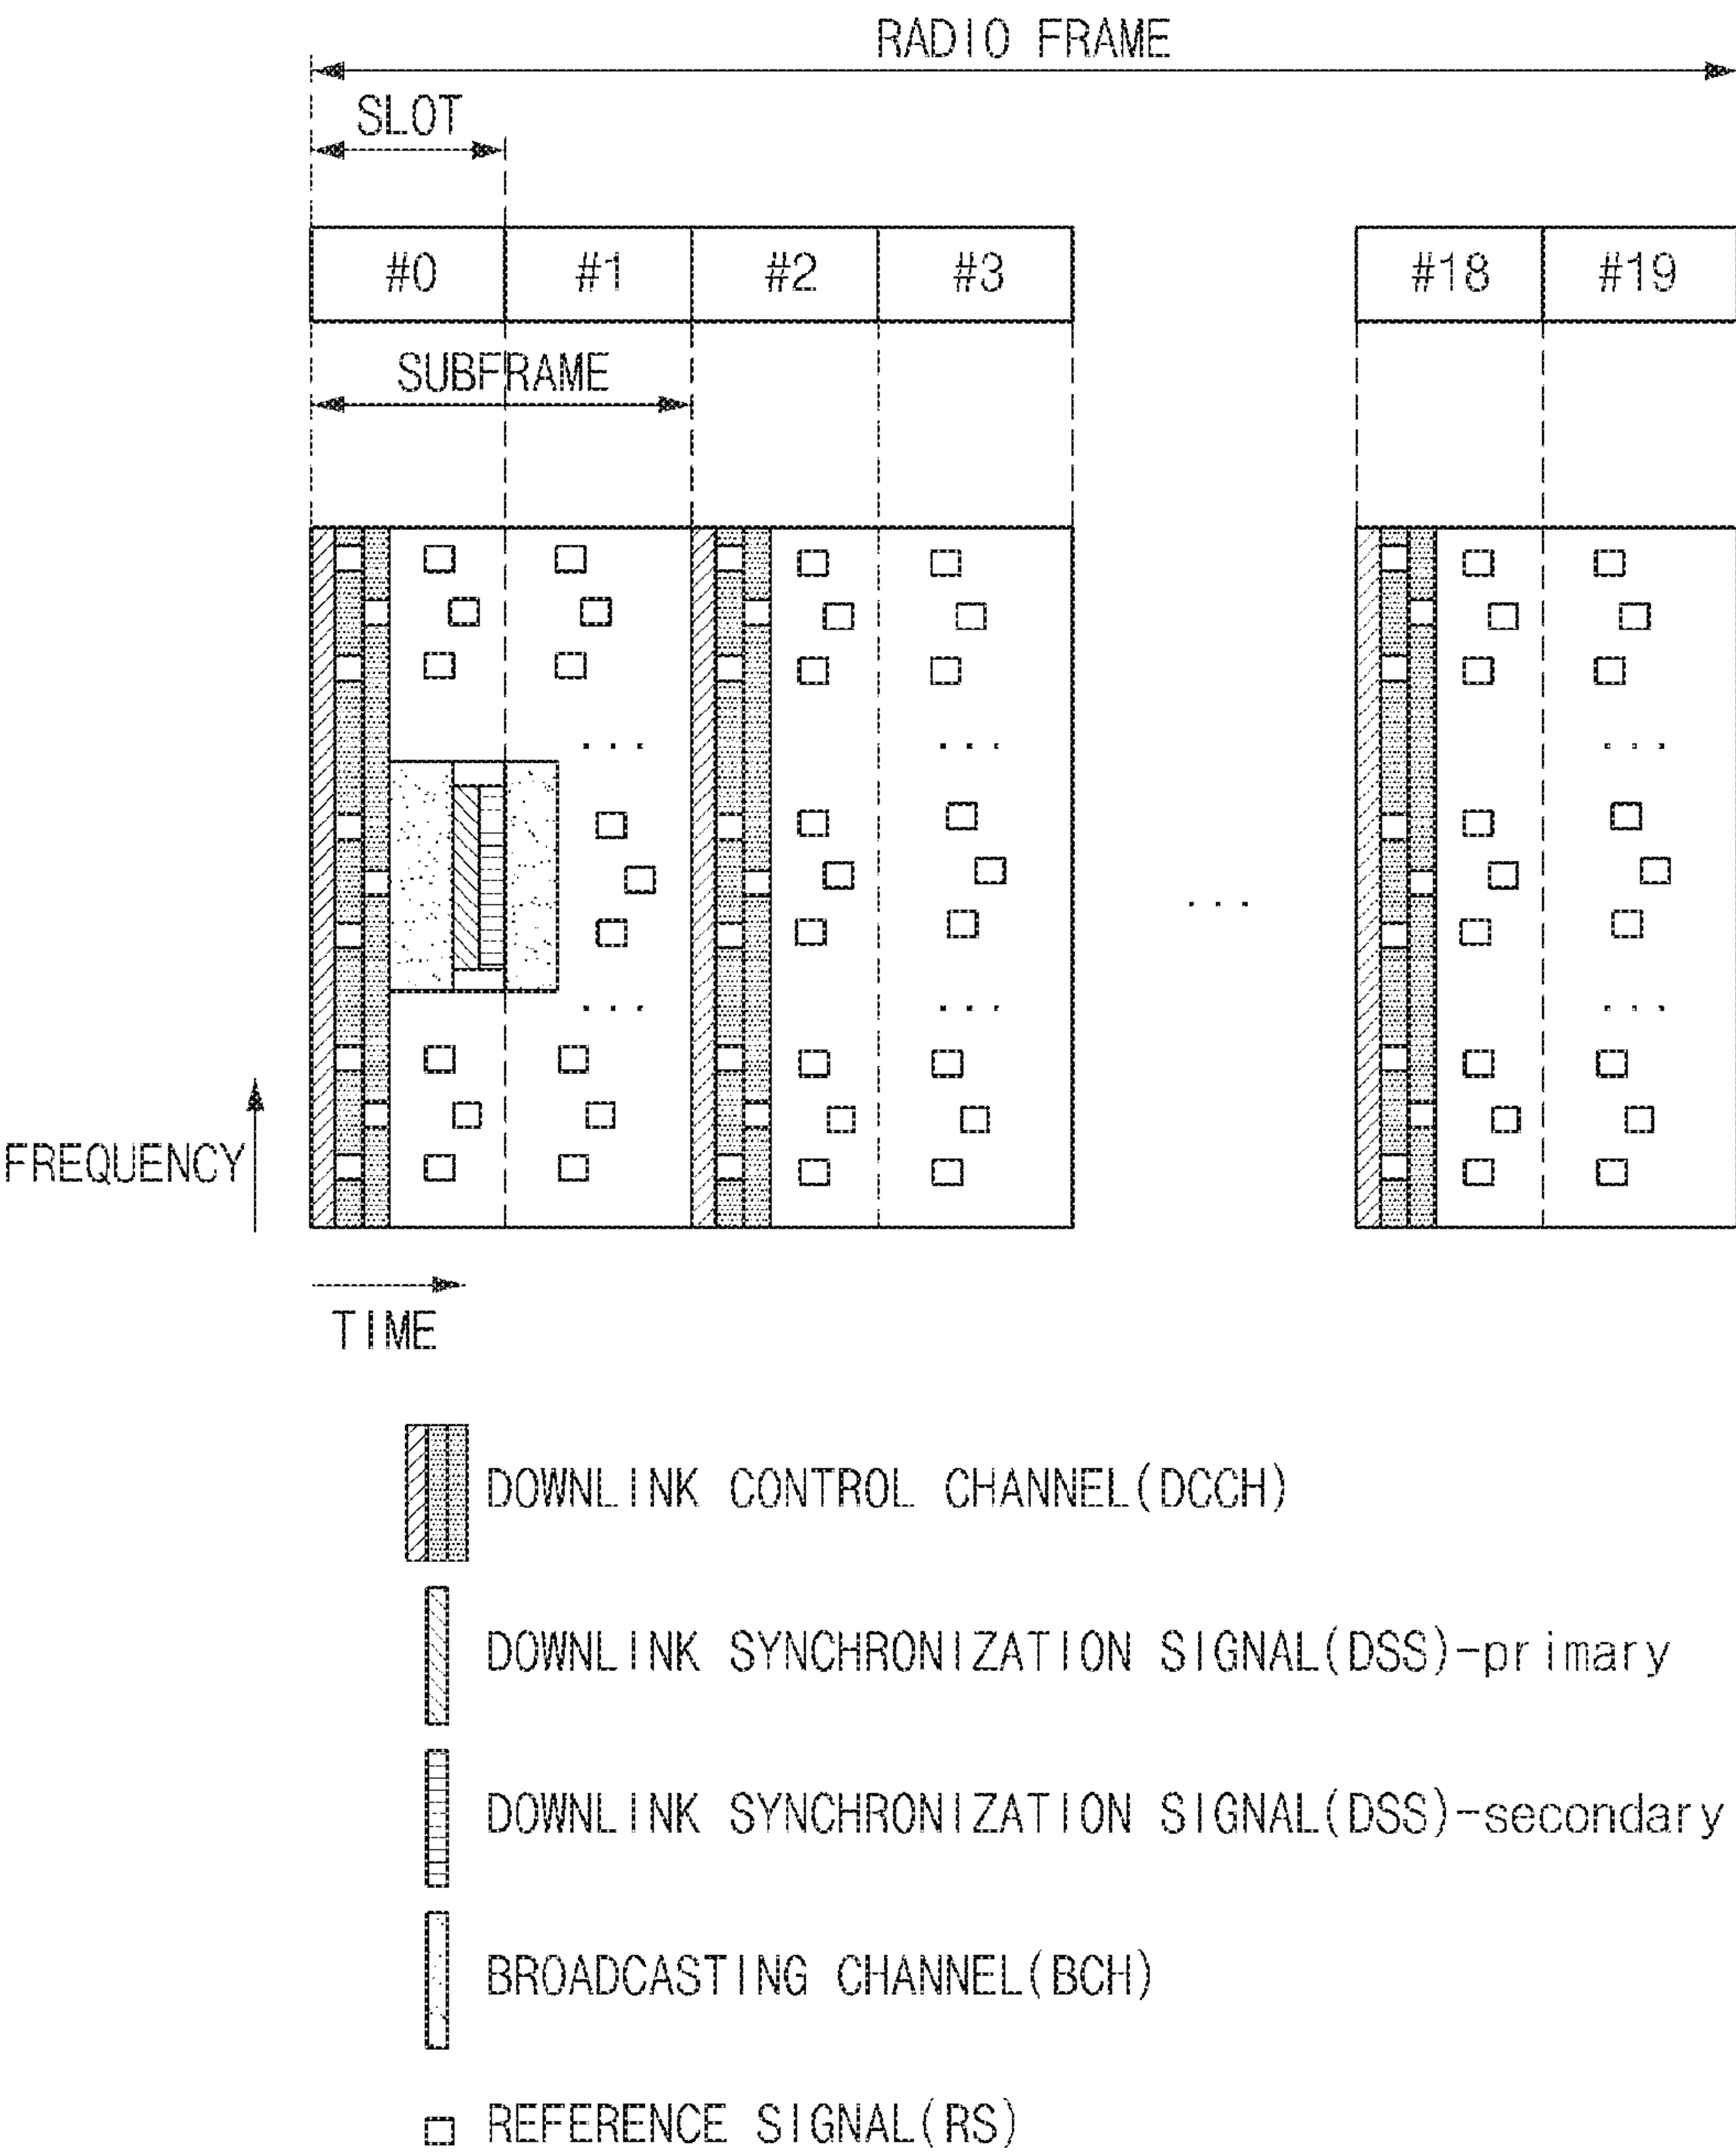 RADIO FRAME
SLOT
#0 #1 #2 #3 #18 #19
SUBFRAME
. . . . . . . . .
. . .
. . . . . . . . .
FREQUENCY
TIME
DOWNLINK CONTROL CHANNEL(DCCH)
DOWNLINK SYNCHRONIZATION SIGNAL(DSS)-primary
DOWNLINK SYNCHRONIZATION SIGNAL(DSS)-secondary
BROADCASTING CHANNEL(BCH)
REFERENCE SIGNAL(RS)